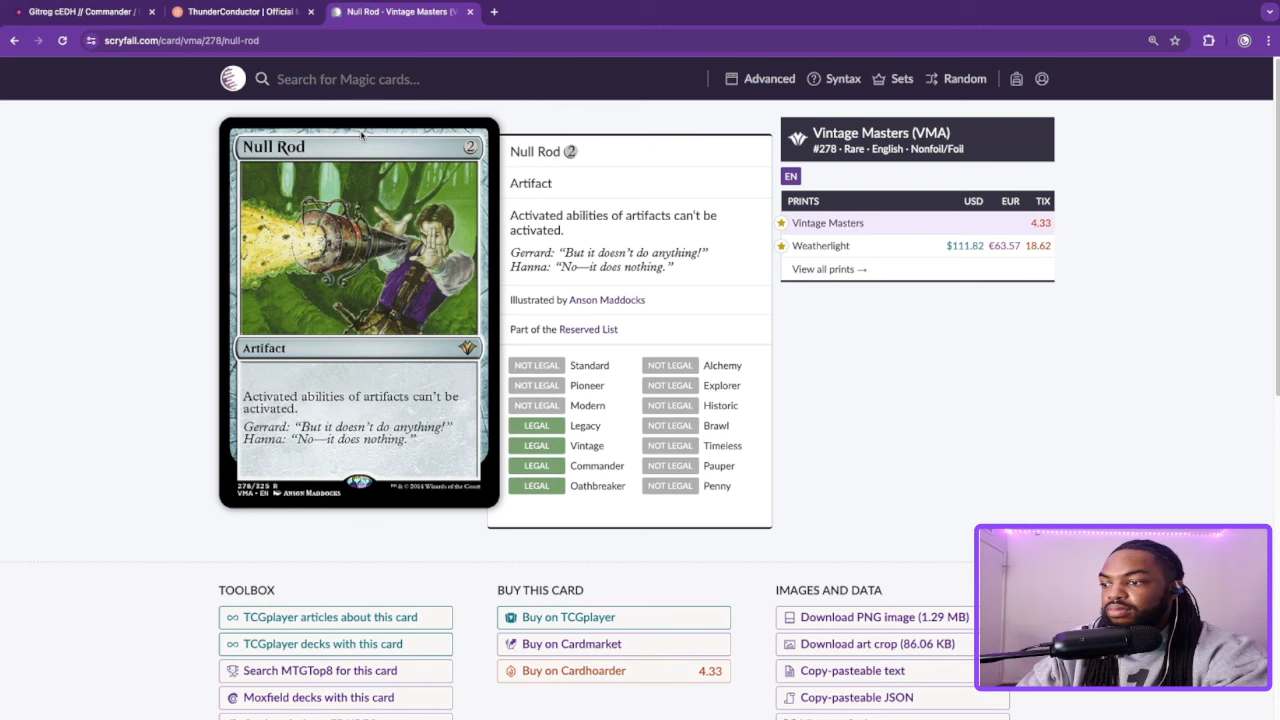 Gitrog cEDH // Commander /
ThunderConductor | Official
Null Rod · Vintage Masters (V
scryfall.com/card/vma/278/null-rod
Search for Magic cards...
Advanced
Syntax
Sets
Random
Null Rod 2
Artifact
Activated abilities of artifacts can't be
activated.
Gerrard: "But it doesn't do anything!"
Hanna: "No—it does nothing."
278/325 R
VMA • EN ANSON MADDOCKS
™ & © 2014 Wizards of the Coast
Null Rod 2
Artifact
Activated abilities of artifacts can't be
activated.
Gerrard: "But it doesn't do anything!"
Hanna: "No—it does nothing."
Illustrated by Anson Maddocks
Part of the Reserved List
NOT LEGAL Standard NOT LEGAL Alchemy
NOT LEGAL Pioneer NOT LEGAL Explorer
NOT LEGAL Modern NOT LEGAL Historic
LEGAL Legacy NOT LEGAL Brawl
LEGAL Vintage NOT LEGAL Timeless
LEGAL Commander NOT LEGAL Pauper
LEGAL Oathbreaker NOT LEGAL Penny
Vintage Masters (VMA)
#278 · Rare · English · Nonfoil/Foil
EN
PRINTS USD EUR TIX
Vintage Masters 4.33
Weatherlight $111.82 €63.57 18.62
View all prints →
TOOLBOX
TCGplayer articles about this card
TCGplayer decks with this card
Search MTGTop8 for this card
Moxfield decks with this card
BUY THIS CARD
Buy on TCGplayer
Buy on Cardmarket
Buy on Cardhoarder 4.33
IMAGES AND DATA
Download PNG image (1.29 MB)
Download art crop (86.06 KB)
Copy-pasteable text
Copy-pasteable JSON